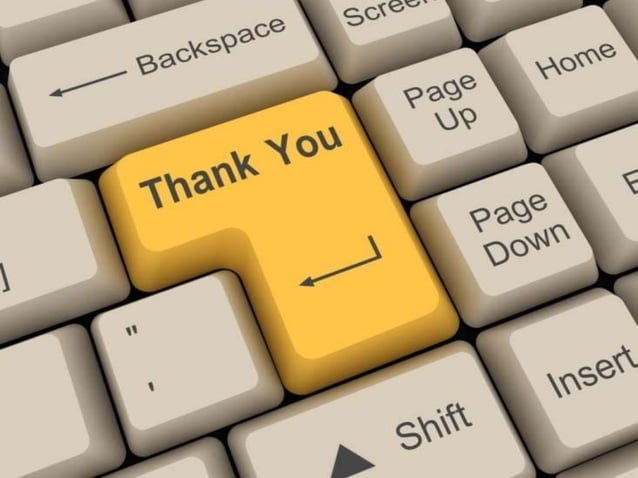 Backspace
Screen
Home
Page
Up
Thank You
Page
Down
]
"
'
Insert
Shift